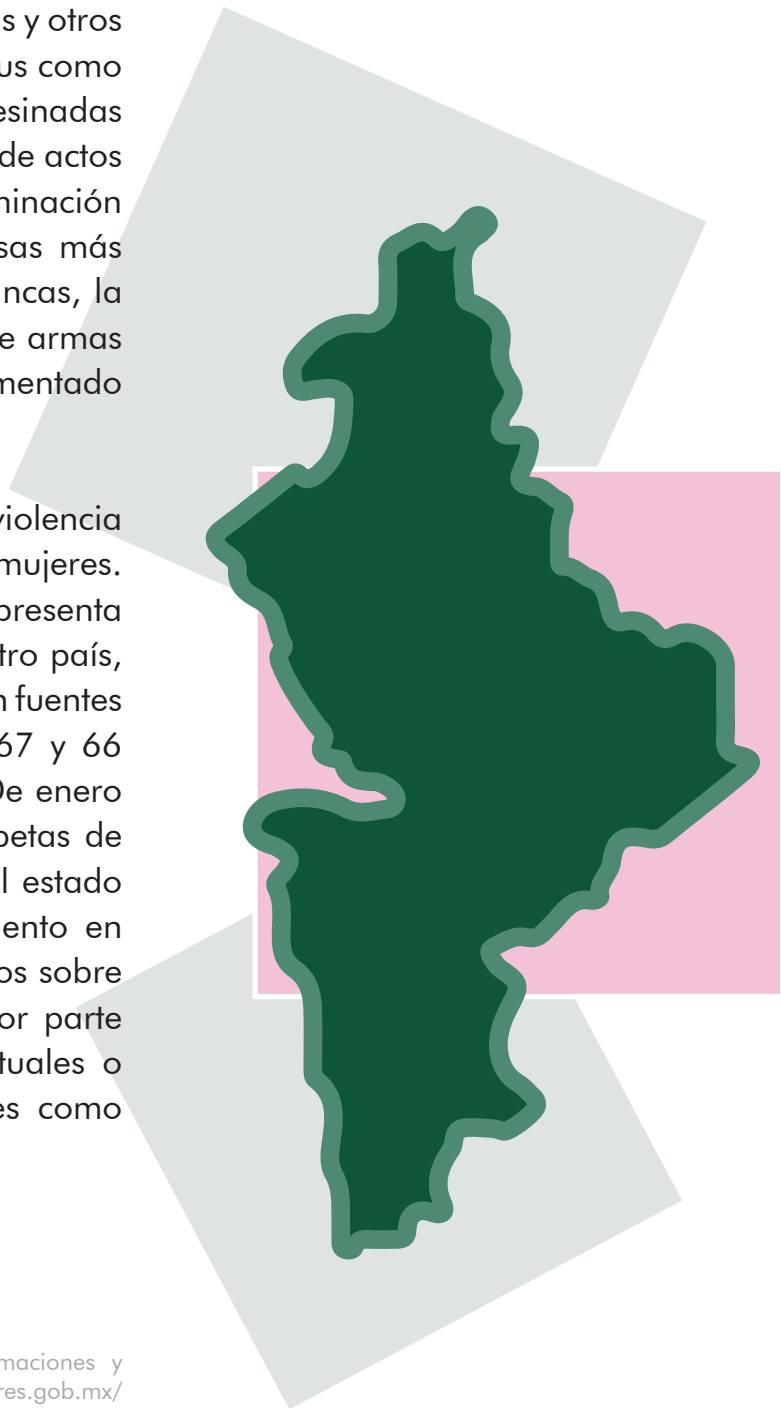 s y otros
us como
esinadas
de actos
ninación
sas más
ncas, la
e armas
mentado
violencia
mujeres.
presenta
tro país,
n fuentes
67 y 66
De enero
petas de
l estado
ento en
os sobre
or parte
tuales o
es como
maciones y
res.gob.mx/